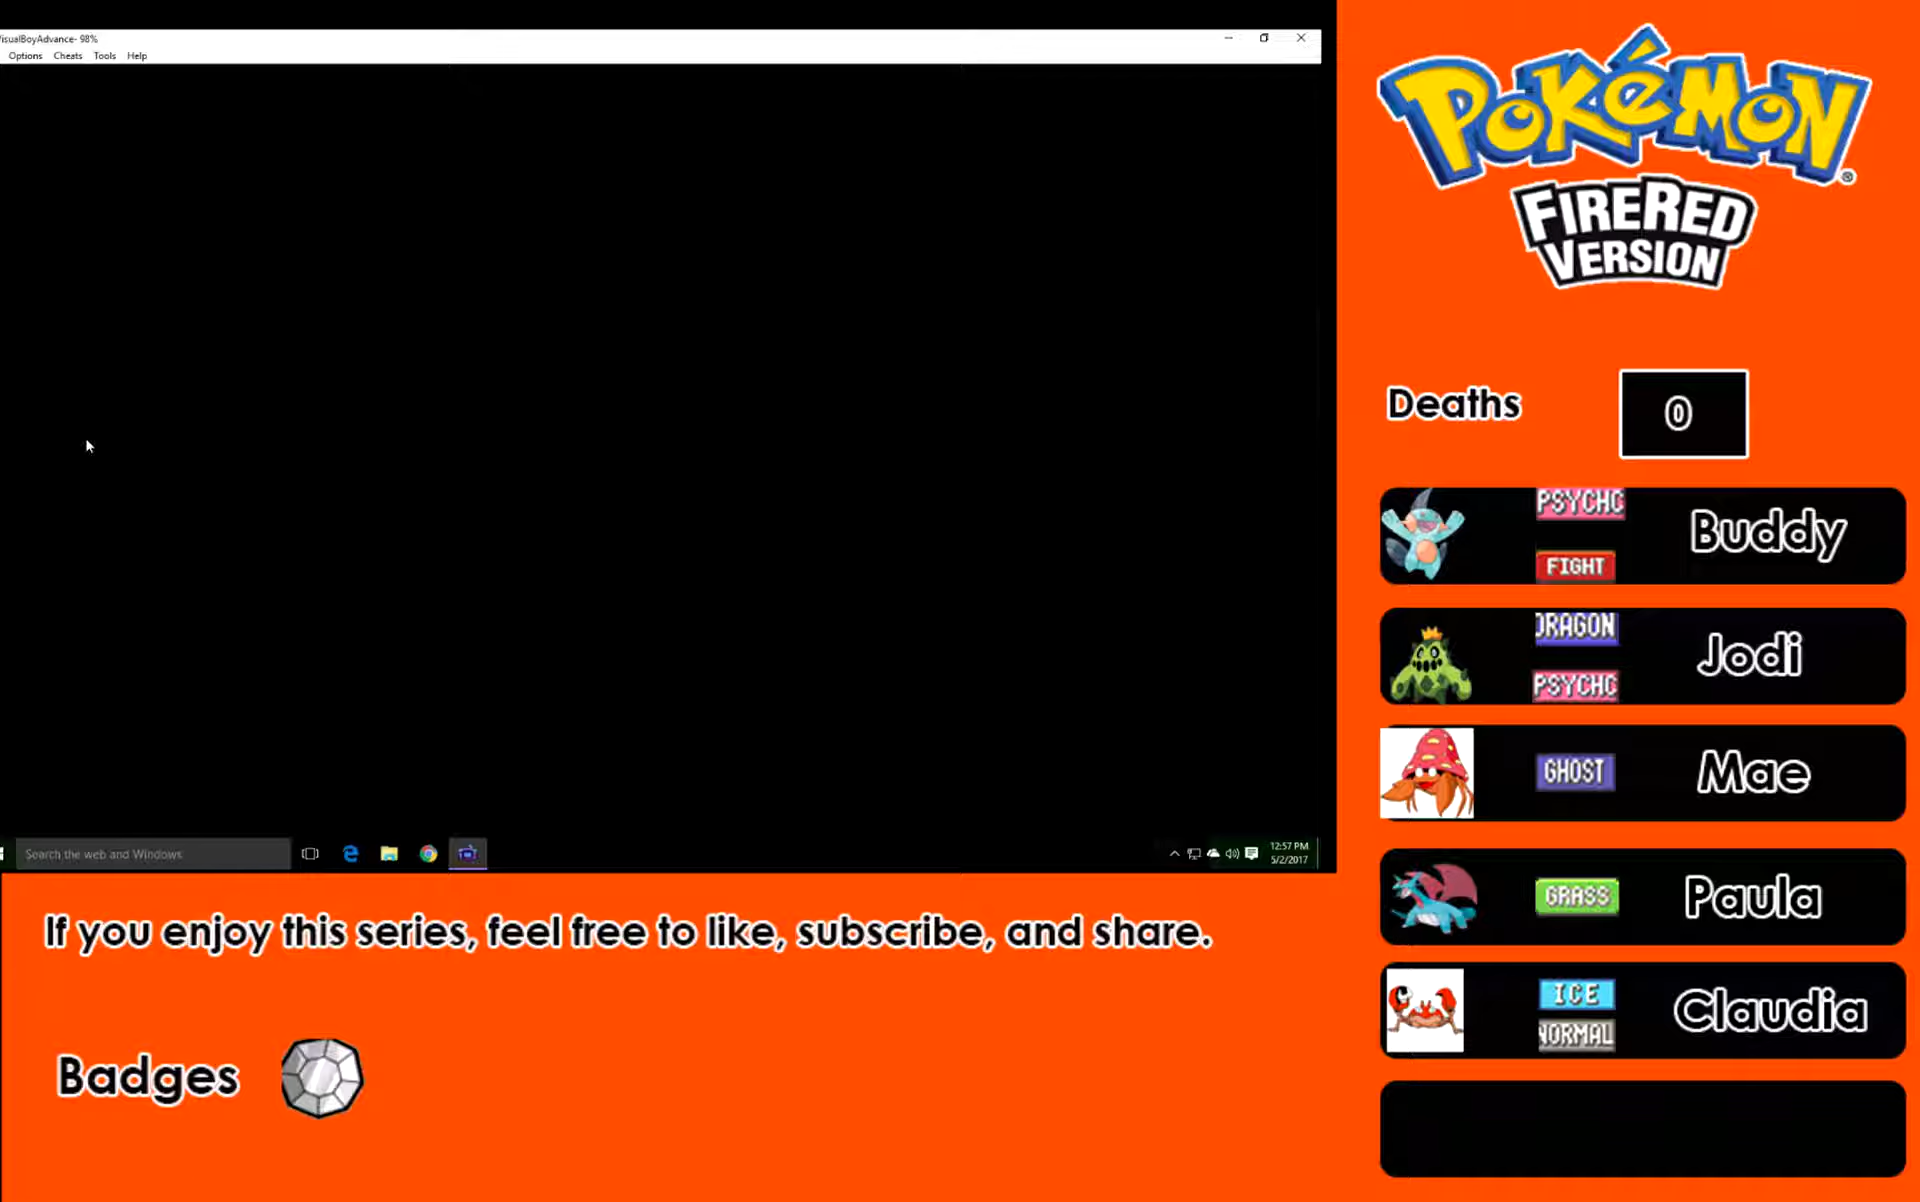 isualBoyAdvance- 98%
Options Cheats Tools Help
POKéMON
®
FIRERED
VERSION
Deaths 0
PSYCHC
FIGHT
Buddy
DRAGON
PSYCHC
Jodi
GHOST
Mae
GRASS
Paula
ICE
NORMAL
Claudia
Search the web and Windows
12:57 PM
5/2/2017
If you enjoy this series, feel free to like, subscribe, and share.
Badges